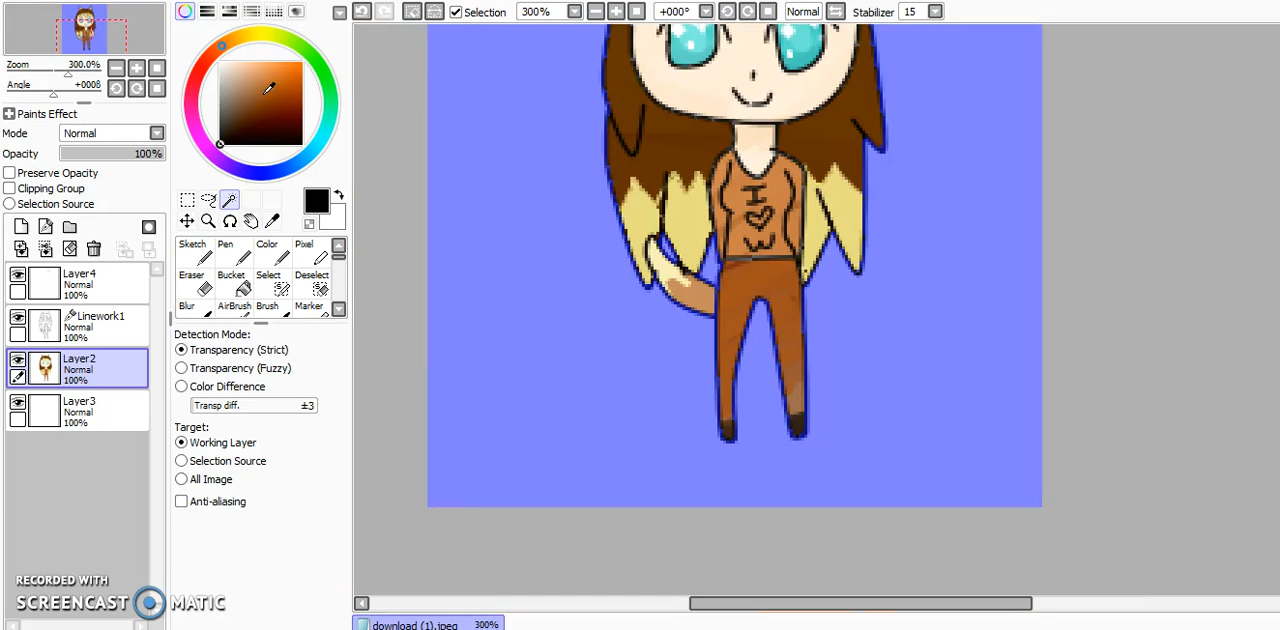 Selection 300% +000° Normal Stabilizer 15
Zoom 300.0%
Angle +000δ
Paints Effect
Mode Normal
Opacity 100%
Preserve Opacity
Clipping Group
Selection Source
Sketch Pen Color Pixel
Eraser Bucket Select Deselect
Blur AirBrush Brush Marker
Layer4
Normal
100%
Linework1
Normal
100%
Layer2
Normal
100%
Layer3
Normal
100%
Detection Mode:
Transparency (Strict)
Transparency (Fuzzy)
Color Difference
Transp diff. ±3
Target:
Working Layer
Selection Source
All Image
Anti-aliasing
I
W
RECORDED WITH
SCREENCAST MATIC
download (1).jpeg 300%